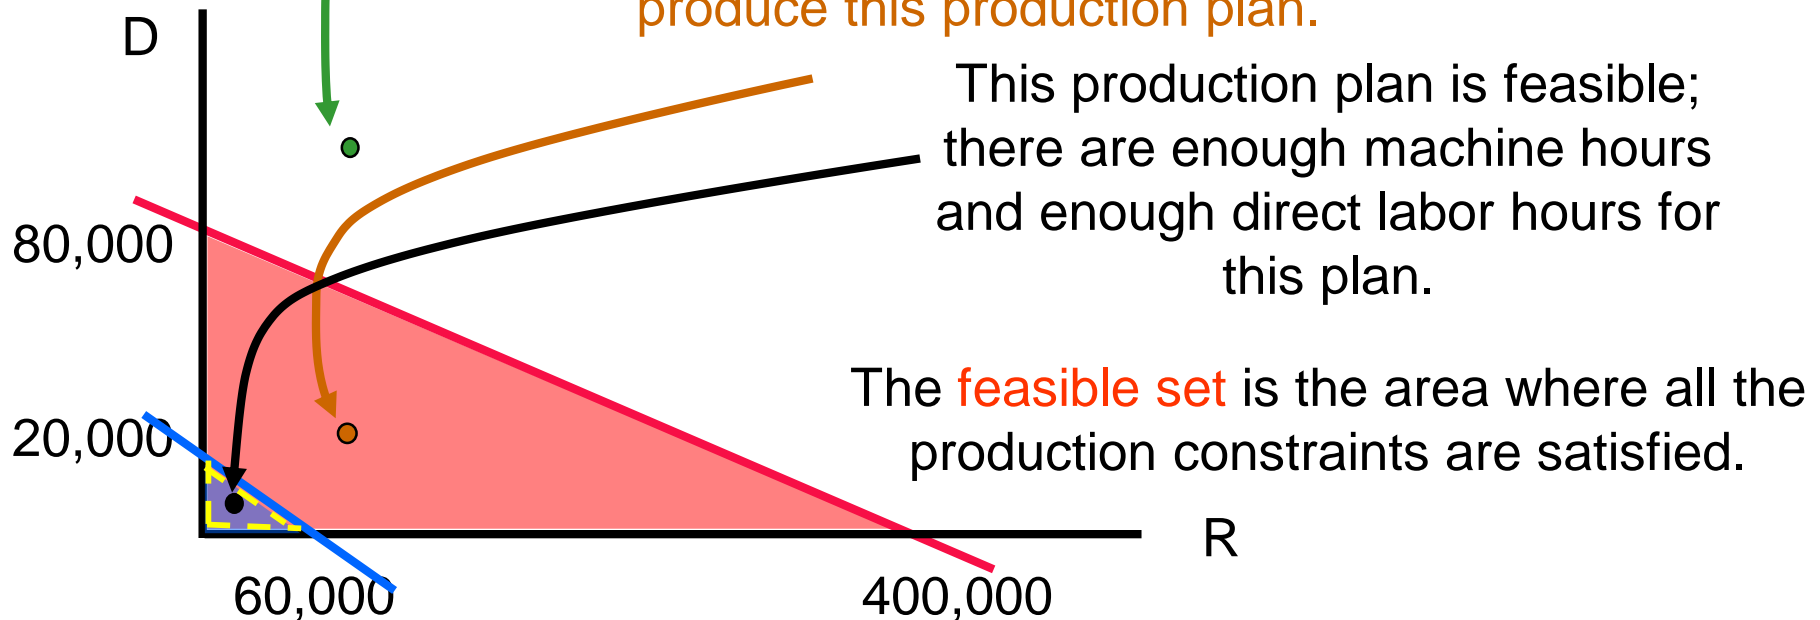 produce this production plan.
D
This production plan is feasible;
there are enough machine hours
and enough direct labor hours for
this plan.
80,000
The feasible set is the area where all the
production constraints are satisfied.
20,000
R
60,000
400,000